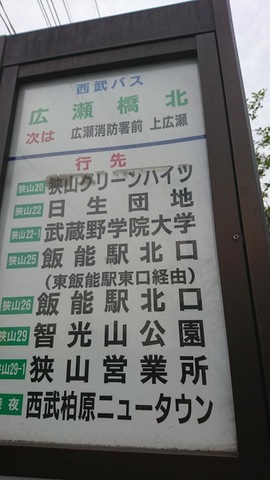 西武バス
広瀬橋北
次は 広瀬消防署前 上広瀬
行先
狭山20 狭山グリーンハイツ
狭山22 日生団地
狭山22-1 武蔵野学院大学
狭山25 飯能駅北口
(東飯能駅東口経由)
狭山26 飯能駅北口
狭山29 智光山公園
狭山29-1 狭山営業所
深夜 西武柏原ニュータウン